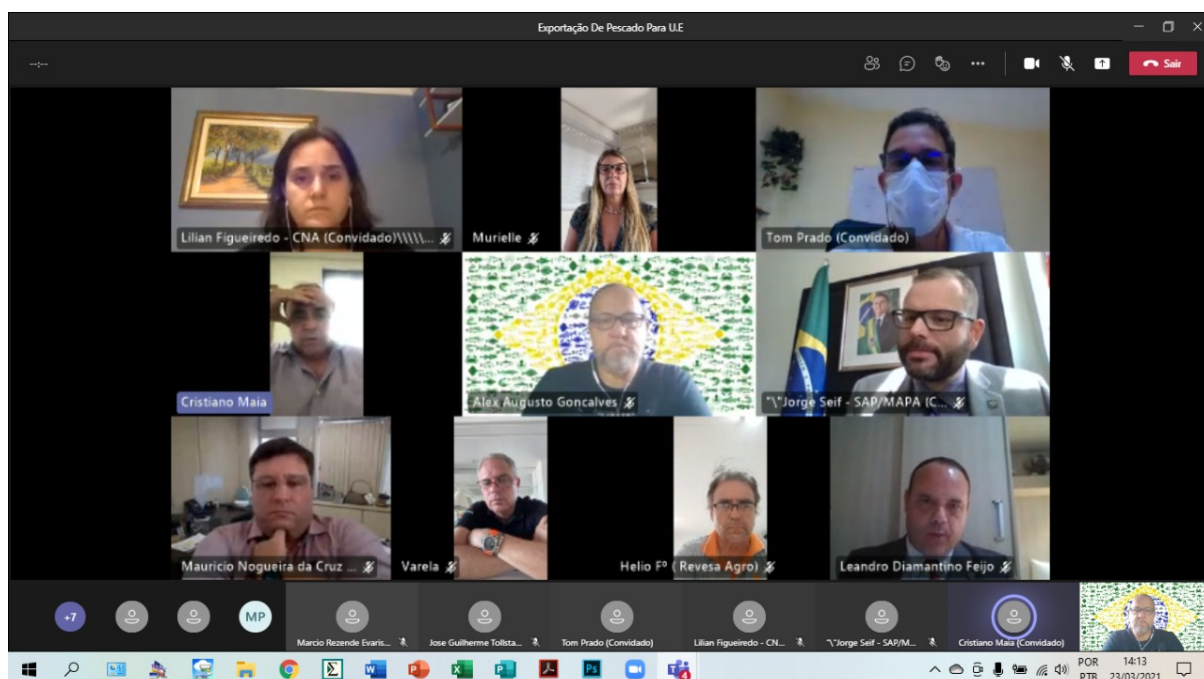 Exportação De Pescado Para U.E
--:--
Sair
Lilian Figueiredo - CNA (Convidado)\\\\\...
Murielle
Tom Prado (Convidado)
Cristiano Maia
Alex Augusto Goncalves
"\"Jorge Seif - SAP/MAPA (C...
Mauricio Nogueira da Cruz ...
Varela
Helio Fº ( Revesa Agro)
Leandro Diamantino Feijo
+7
MP
Marcio Rezende Evaris...
Jose Guilherme Tollsta...
Tom Prado (Convidado)
Lilian Figueiredo - CN...
"\"Jorge Seif - SAP/M...
Cristiano Maia (Convidado)
POR
14:13
PTB
23/03/2021